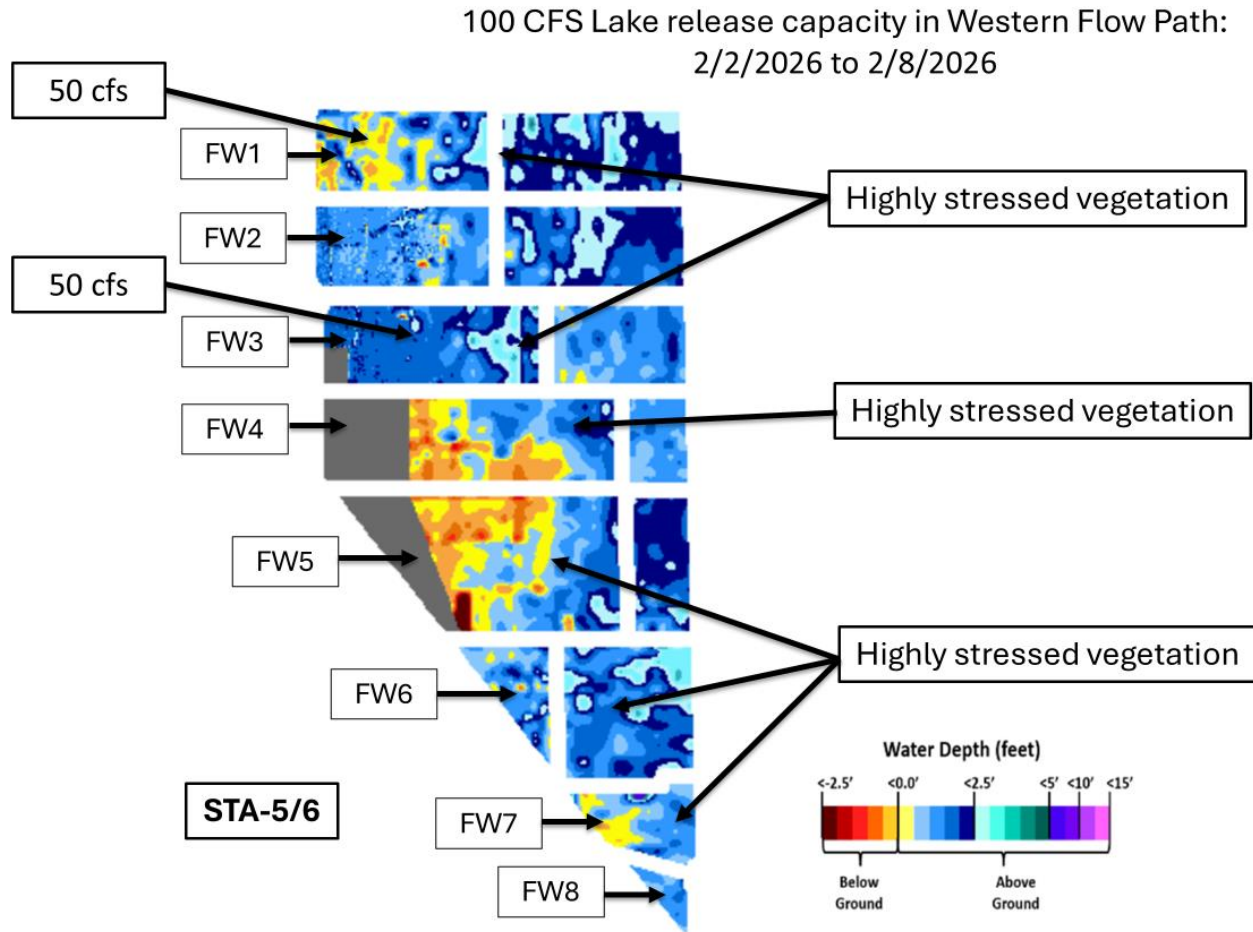 100 CFS Lake release capacity in Western Flow Path:
2/2/2026 to 2/8/2026
50 cfs
FW1
Highly stressed vegetation
FW2
50 cfs
FW3
Highly stressed vegetation
FW4
FW5
Highly stressed vegetation
FW6
Water Depth (feet)
<-2.5' <0.0' <2.5' <5' <10' <15'
STA-5/6
FW7
Below Above
Ground Ground
FW8